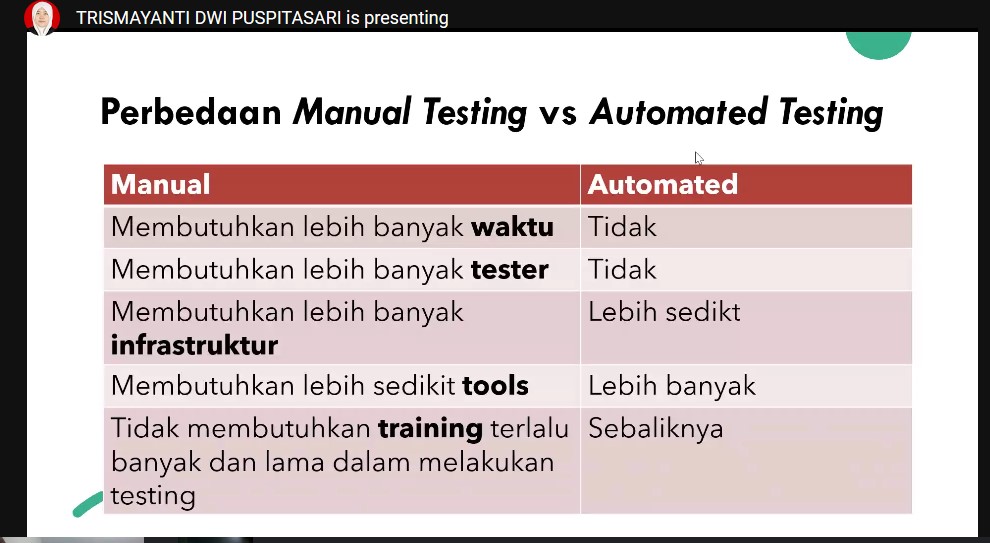 TRISMAYANTI DWI PUSPITASARI is presenting
Perbedaan Manual Testing vs Automated Testing
Manual Automated
Membutuhkan lebih banyak waktu Tidak
Membutuhkan lebih banyak tester Tidak
Membutuhkan lebih banyak Lebih sedikt
infrastruktur
Membutuhkan lebih sedikit tools Lebih banyak
Tidak membutuhkan training terlalu Sebaliknya
banyak dan lama dalam melakukan
testing